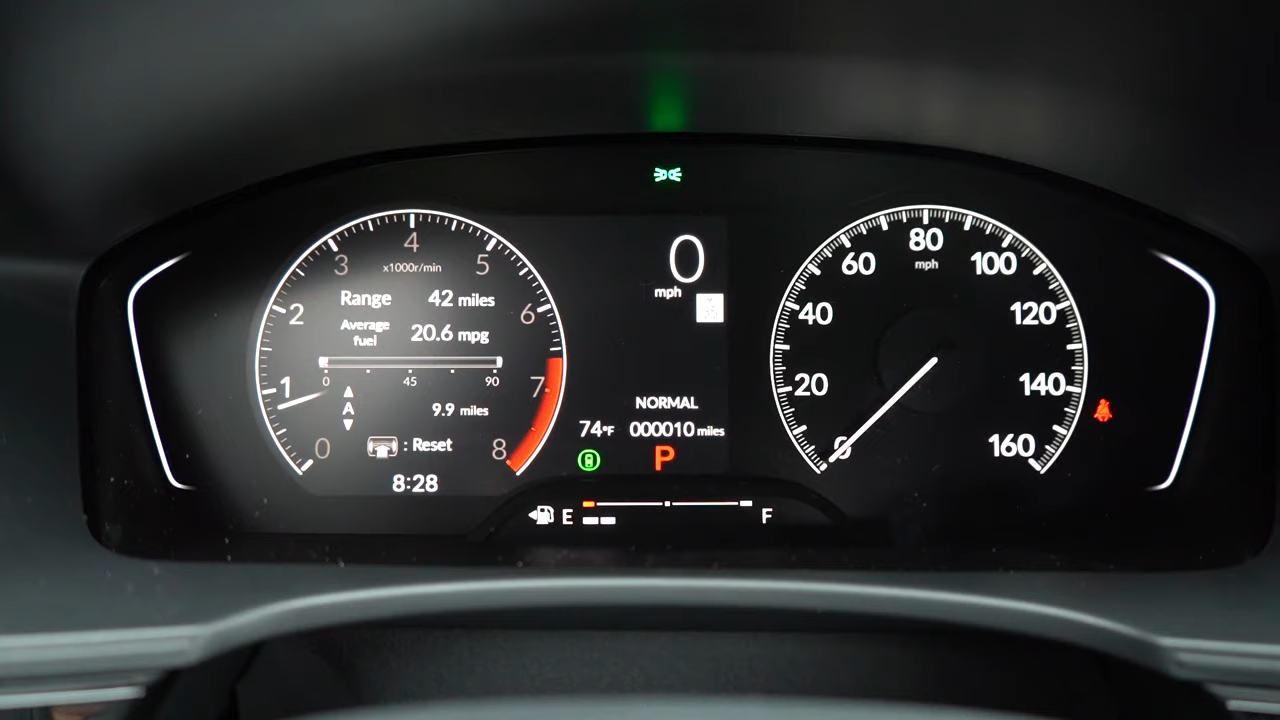 4
3
5
x1000r/min
2
6
1
7
0
8
Range 42 miles
Average
fuel
20.6 mpg
0 45 90
A
9.9 miles
: Reset
8:28
0
mph
NORMAL
74°F 000010 miles
P
E F
80
mph
60
100
40
120
20
140
0
160